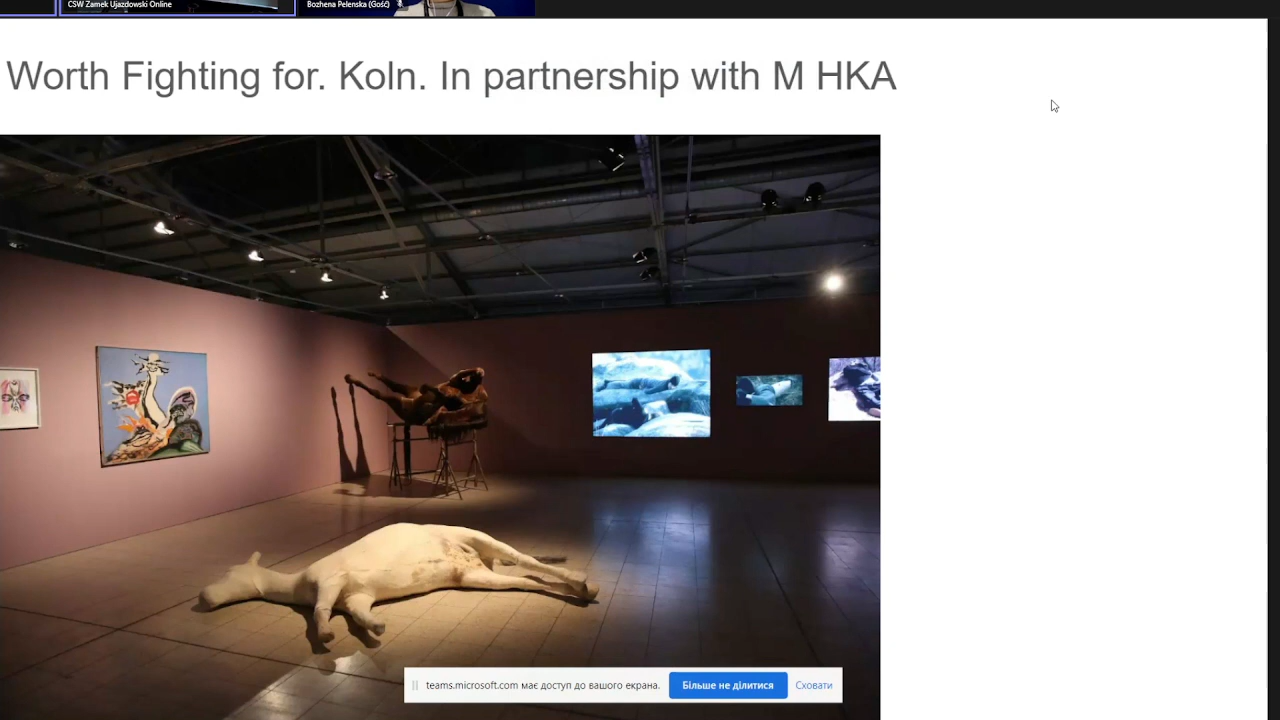 CSW Zamek Ujazdowski Online
Bozhena Pelenska (Gość)
Worth Fighting for. Koln. In partnership with M HKA
teams.microsoft.com має доступ до вашого екрана.
Більше не ділитися
Сховати